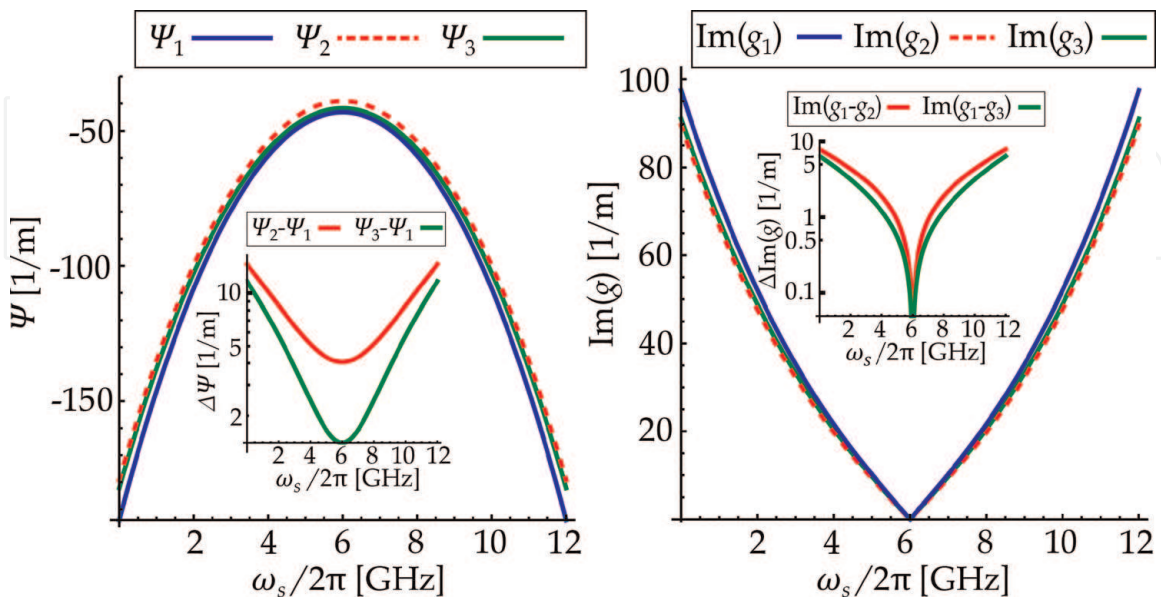 Ψ1 Ψ2 Ψ3
-50
-100
-150
Ψ [1/m]
2 4 6 8 10 12
ωs/2π [GHz]
Ψ2-Ψ1 Ψ3-Ψ1
10
5
2
ΔΨ [1/m]
2 4 6 8 10 12
ωs/2π [GHz]
Im(g1) Im(g2) Im(g3)
100
80
60
40
20
Im(g) [1/m]
2 4 6 8 10 12
ωs/2π [GHz]
Im(g1-g2) Im(g1-g3)
10
5
1
0.5
0.1
ΔIm(g) [1/m]
2 4 6 8 10 12
ωs/2π [GHz]